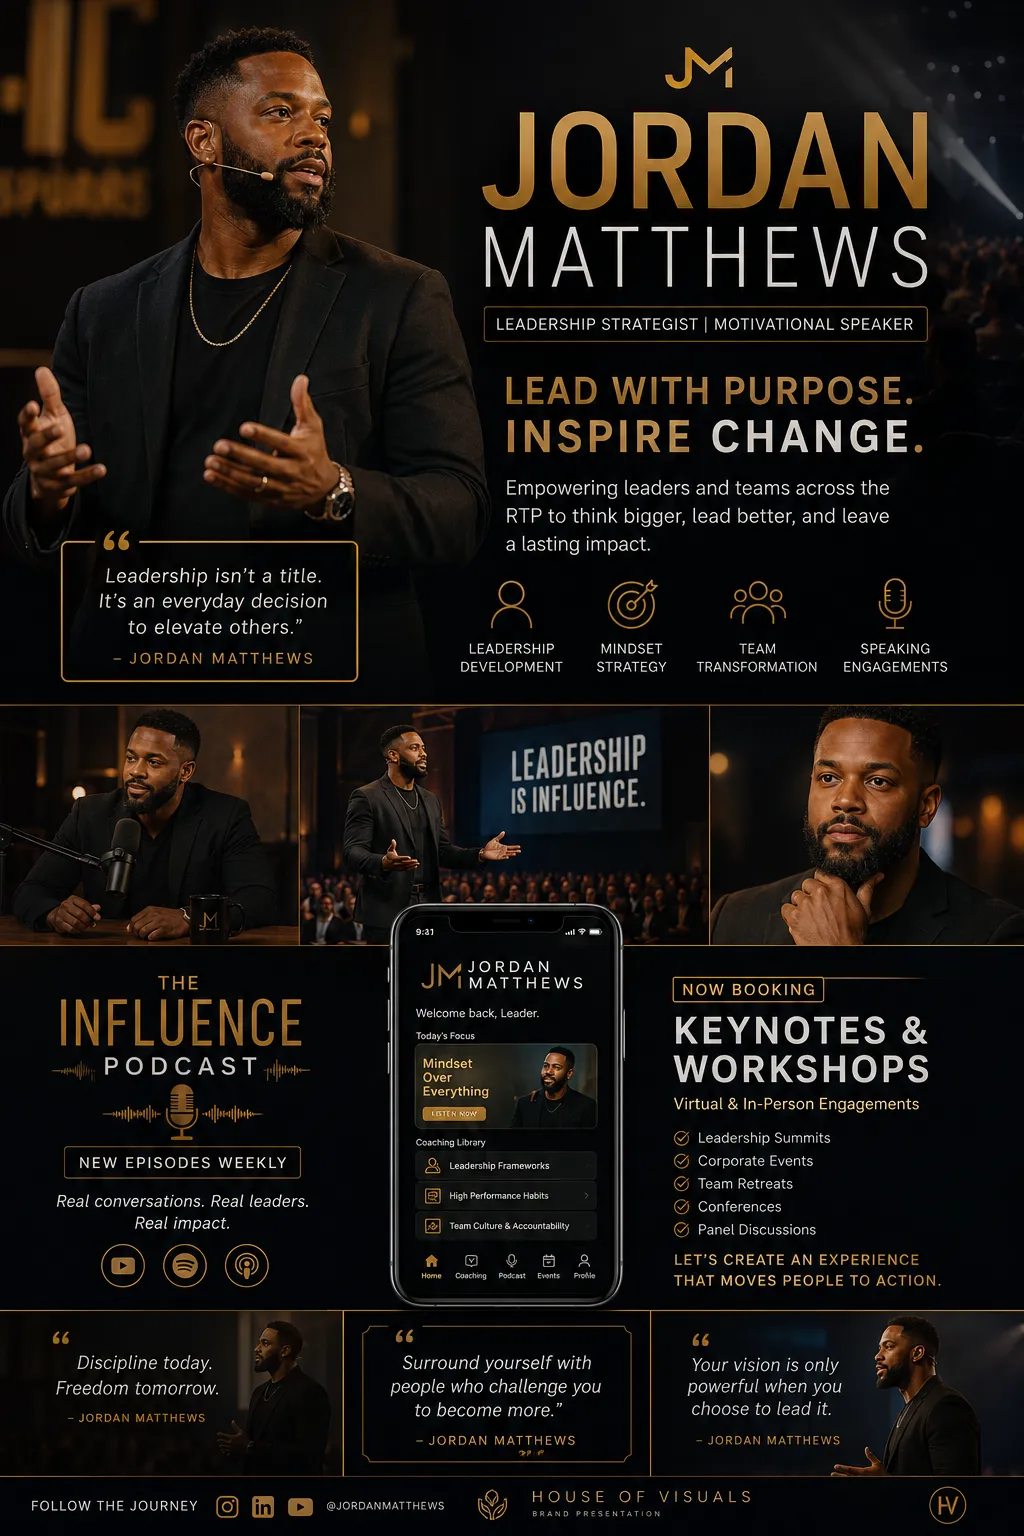 JM
JORDAN
MATTHEWS
LEADERSHIP STRATEGIST | MOTIVATIONAL SPEAKER
LEAD WITH PURPOSE.
INSPIRE CHANGE.
Empowering leaders and teams across the
RTP to think bigger, lead better, and leave
a lasting impact.
“
Leadership isn't a title.
It's an everyday decision
to elevate others.”
– JORDAN MATTHEWS
LEADERSHIP
DEVELOPMENT
MINDSET
STRATEGY
TEAM
TRANSFORMATION
SPEAKING
ENGAGEMENTS
JM
LEADERSHIP
IS INFLUENCE.
THE
INFLUENCE
PODCAST
NEW EPISODES WEEKLY
Real conversations. Real leaders.
Real impact.
9:31
JM JORDAN
MATTHEWS
Welcome back, Leader.
Today's Focus
Mindset
Over
Everything
LISTEN NOW
Coaching Library
Leadership Frameworks
High Performance Habits
Team Culture & Accountability
Home Coaching Podcast Events Profile
NOW BOOKING
KEYNOTES &
WORKSHOPS
Virtual & In-Person Engagements
Leadership Summits
Corporate Events
Team Retreats
Conferences
Panel Discussions
LET'S CREATE AN EXPERIENCE
THAT MOVES PEOPLE TO ACTION.
“
Discipline today.
Freedom tomorrow.
– JORDAN MATTHEWS
“
Surround yourself with
people who challenge you
to become more.”
– JORDAN MATTHEWS
“
Your vision is only
powerful when you
choose to lead it.
– JORDAN MATTHEWS
FOLLOW THE JOURNEY
in
@JORDANMATTHEWS
HOUSE OF VISUALS
BRAND PRESENTATION
HV